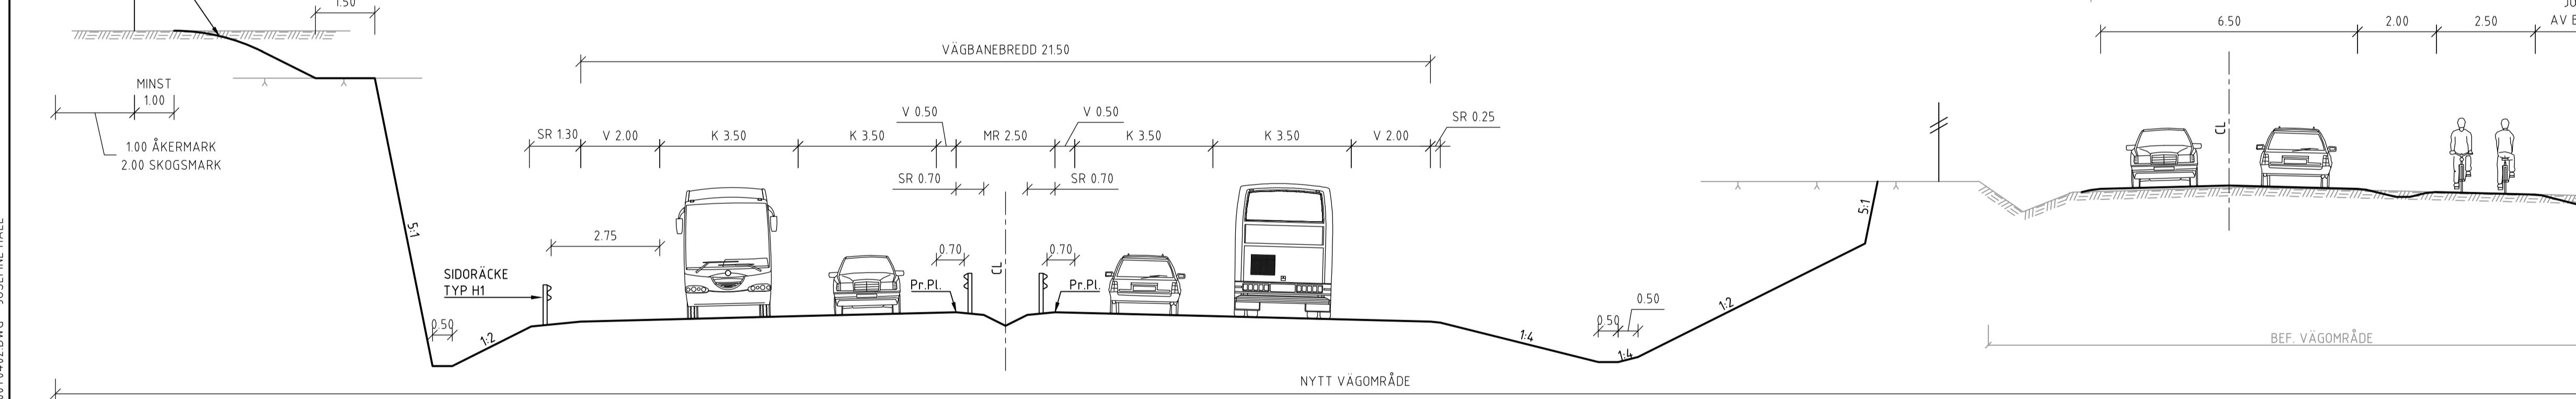 1.50
6.50
2.00
2.50
VÄGBANEBREDD 21.50
MINST
1.00
V 0.50
V 0.50
SR 0.25
SR 1.30
V 2.00
K 3.50
K 3.50
MR 2.50
K 3.50
K 3.50
V 2.00
CL
1.00 ÅKERMARK
2.00 SKOGSMARK
SR 0.70
SR 0.70
5:1
5:1
2.75
0.70
CL
0.70
SIDORÄCKE
TYP H1
Pr.Pl.
Pr.Pl.
0.50
1:2
1:4
0.50
0.50
1:4
1:2
BEF. VÄGOMRÅDE
NYTT VÄGOMRÅDE